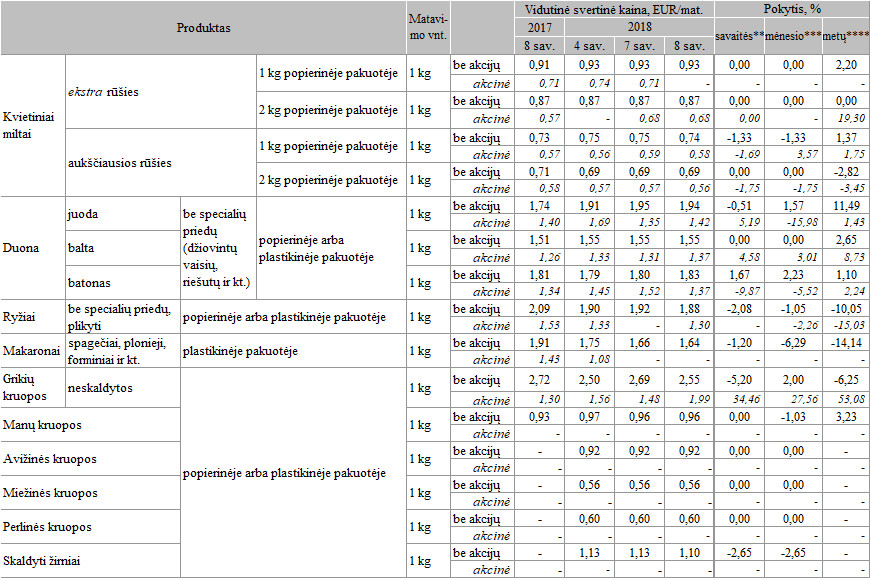 Produktas Matavi- Vidutinė svertinė kaina, EUR/mat. Pokytis, %
mo vnt. 2017 2018 savaitės** mėnesio*** metų****
8 sav. 4 sav. 7 sav. 8 sav.
Kvietiniai miltai ekstra rūšies 1 kg popierinėje pakuotėje 1 kg be akcijų 0,91 0,93 0,93 0,93 0,00 0,00 2,20
akcinė 0,71 0,74 0,71 - - - -
2 kg popierinėje pakuotėje 1 kg be akcijų 0,87 0,87 0,87 0,87 0,00 0,00 0,00
akcinė 0,57 - 0,68 0,68 0,00 - 19,30
aukščiausios rūšies 1 kg popierinėje pakuotėje 1 kg be akcijų 0,73 0,75 0,75 0,74 -1,33 -1,33 1,37
akcinė 0,57 0,56 0,59 0,58 -1,69 3,57 1,75
2 kg popierinėje pakuotėje 1 kg be akcijų 0,71 0,69 0,69 0,69 0,00 0,00 -2,82
akcinė 0,58 0,57 0,57 0,56 -1,75 -1,75 -3,45
Duona juoda be specialių priedų (džiovintų vaisių, riešutų ir kt.) popierinėje arba plastikinėje pakuotėje 1 kg be akcijų 1,74 1,91 1,95 1,94 -0,51 1,57 11,49
akcinė 1,40 1,69 1,35 1,42 5,19 -15,98 1,43
balta 1 kg be akcijų 1,51 1,55 1,55 1,55 0,00 0,00 2,65
akcinė 1,26 1,33 1,31 1,37 4,58 3,01 8,73
batonas 1 kg be akcijų 1,81 1,79 1,80 1,83 1,67 2,23 1,10
akcinė 1,34 1,45 1,52 1,37 -9,87 -5,52 2,24
Ryžiai be specialių priedų, plikyti popierinėje arba plastikinėje pakuotėje 1 kg be akcijų 2,09 1,90 1,92 1,88 -2,08 -1,05 -10,05
akcinė 1,53 1,33 - 1,30 - -2,26 -15,03
Makaronai spagečiai, plonieji, forminiai ir kt. plastikinėje pakuotėje 1 kg be akcijų 1,91 1,75 1,66 1,64 -1,20 -6,29 -14,14
akcinė 1,43 1,08 - - - - -
Grikių kruopos neskaldytos popierinėje arba plastikinėje pakuotėje 1 kg be akcijų 2,72 2,50 2,69 2,55 -5,20 2,00 -6,25
akcinė 1,30 1,56 1,48 1,99 34,46 27,56 53,08
Manų kruopos 1 kg be akcijų 0,93 0,97 0,96 0,96 0,00 -1,03 3,23
akcinė - - - - - - -
Avižinės kruopos 1 kg be akcijų - 0,92 0,92 0,92 0,00 0,00 -
akcinė - - - - - - -
Miežinės kruopos 1 kg be akcijų - 0,56 0,56 0,56 0,00 0,00 -
akcinė - - - - - - -
Perlinės kruopos 1 kg be akcijų - 0,60 0,60 0,60 0,00 0,00 -
akcinė - - - - - - -
Skaldyti žirniai 1 kg be akcijų - 1,13 1,13 1,10 -2,65 -2,65 -
akcinė - - - - - - -